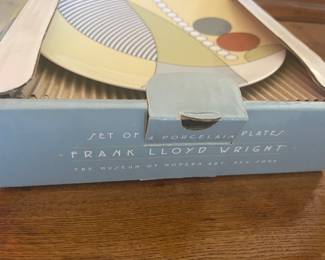 SET OF 4 PORCELAIN PLATES
FRANK LLOYD WRIGHT
THE MUSEUM OF MODERN ART, NEW YORK